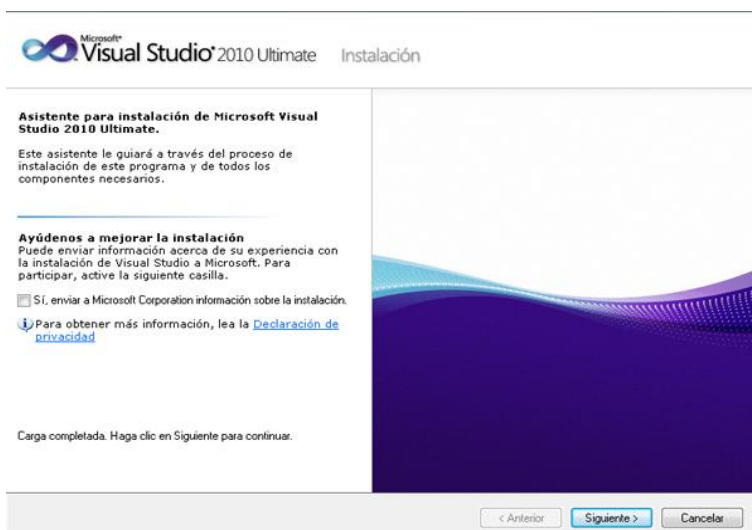 Microsoft®
Visual Studio® 2010 Ultimate Instalación
Asistente para instalación de Microsoft Visual
Studio 2010 Ultimate.
Este asistente le guiará a través del proceso de
instalación de este programa y de todos los
componentes necesarios.
Ayúdenos a mejorar la instalación
Puede enviar información acerca de su experiencia con
la instalación de Visual Studio a Microsoft. Para
participar, active la siguiente casilla.
Sí, enviar a Microsoft Corporation información sobre la instalación.
Para obtener más información, lea la Declaración de
privacidad
Carga completada. Haga clic en Siguiente para continuar.
< Anterior Siguiente > Cancelar